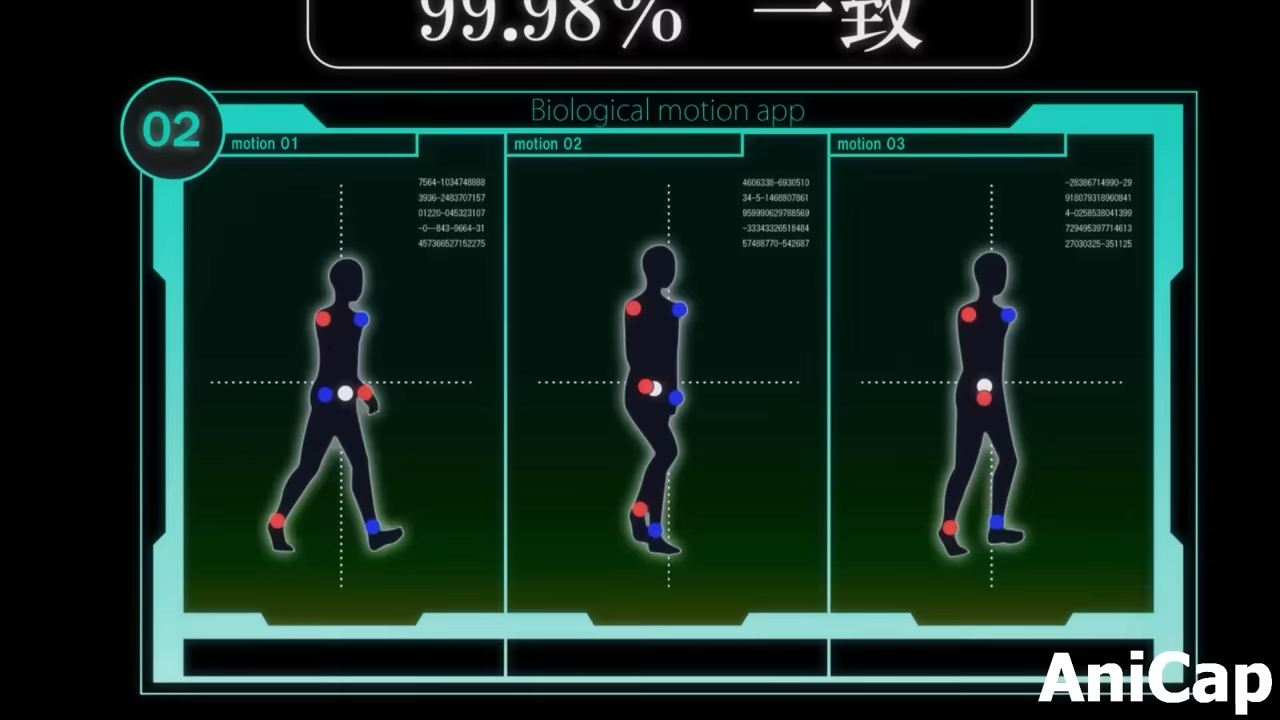 99.98% 一致
02
Biological motion app
motion 01
motion 02
motion 03
7564-1034748888
3936-2483707157
01220-045323107
-0--843-9664-31
457366527152275
4606338-6930510
34-5-1468807861
959990629788569
-33343326518484
57488770-542687
-28386714990-29
918079318960841
4-0258538041399
729495397714613
27030325-351125
AniCap